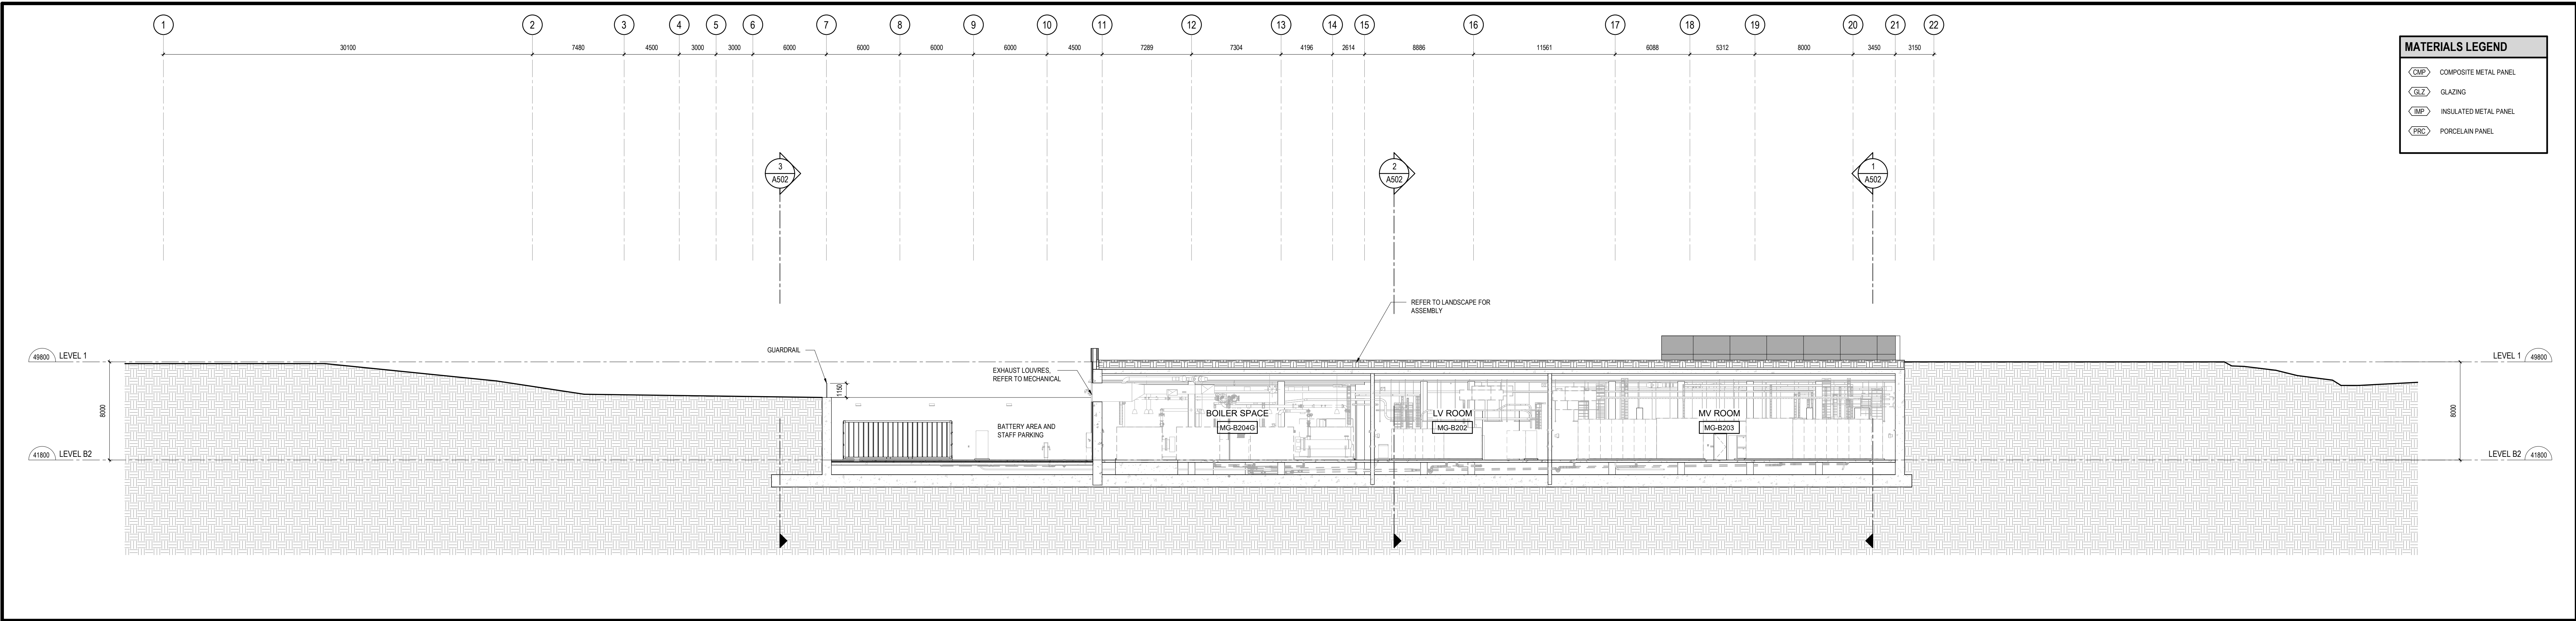 1 2 3 4 5 6 7 8 9 10 11 12 13 14 15 16 17 18 19 20 21 22
30100 7480 4500 3000 3000 6000 6000 6000 6000 4500 7289 7304 4196 2614 8886 11561 6088 5312 8000 3450 3150
MATERIALS LEGEND
CMP COMPOSITE METAL PANEL
GLZ GLAZING
IMP INSULATED METAL PANEL
PRC PORCELAIN PANEL
3
A502
2
A502
1
A502
REFER TO LANDSCAPE FOR
ASSEMBLY
GUARDRAIL
49800 LEVEL 1
LEVEL 1 49800
EXHAUST LOUVRES,
REFER TO MECHANICAL
1150
8000
8000
BOILER SPACE
MG-B204G
LV ROOM
MG-B202
MV ROOM
MG-B203
BATTERY AREA AND
STAFF PARKING
41800 LEVEL B2
LEVEL B2 41800